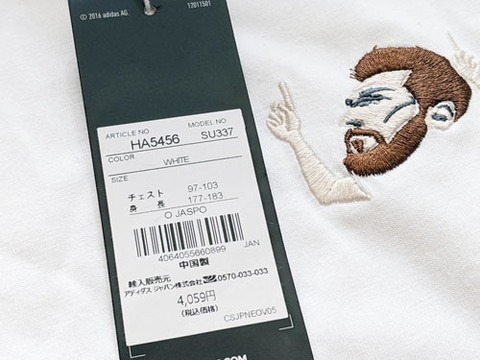 © 2016 adidas AG.
12011501
ARTICLE NO
MODEL NO.
HA5456
SU337
COLOR
WHITE
SIZE
チェスト 97-103
身 長 177-183
O JASPO
4064055660899 JAN
中国製
輸入販売元
アディダス ジャパン株式会社 0570-033-033
4,059円
(税込価格)
CSJPNEOV05
.COM